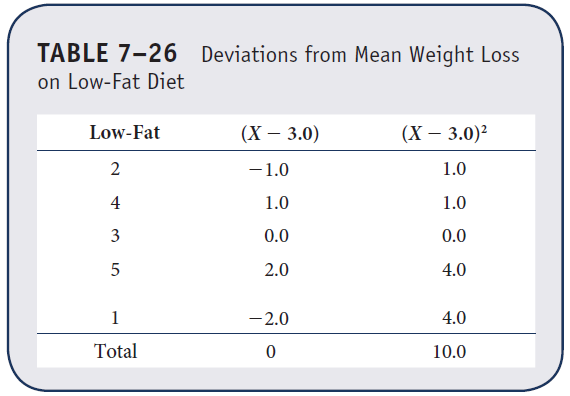 TABLE 7–26 Deviations from Mean Weight Loss
on Low-Fat Diet
Low-Fat (X − 3.0) (X − 3.0)²
2 −1.0 1.0
4 1.0 1.0
3 0.0 0.0
5 2.0 4.0
1 −2.0 4.0
Total 0 10.0